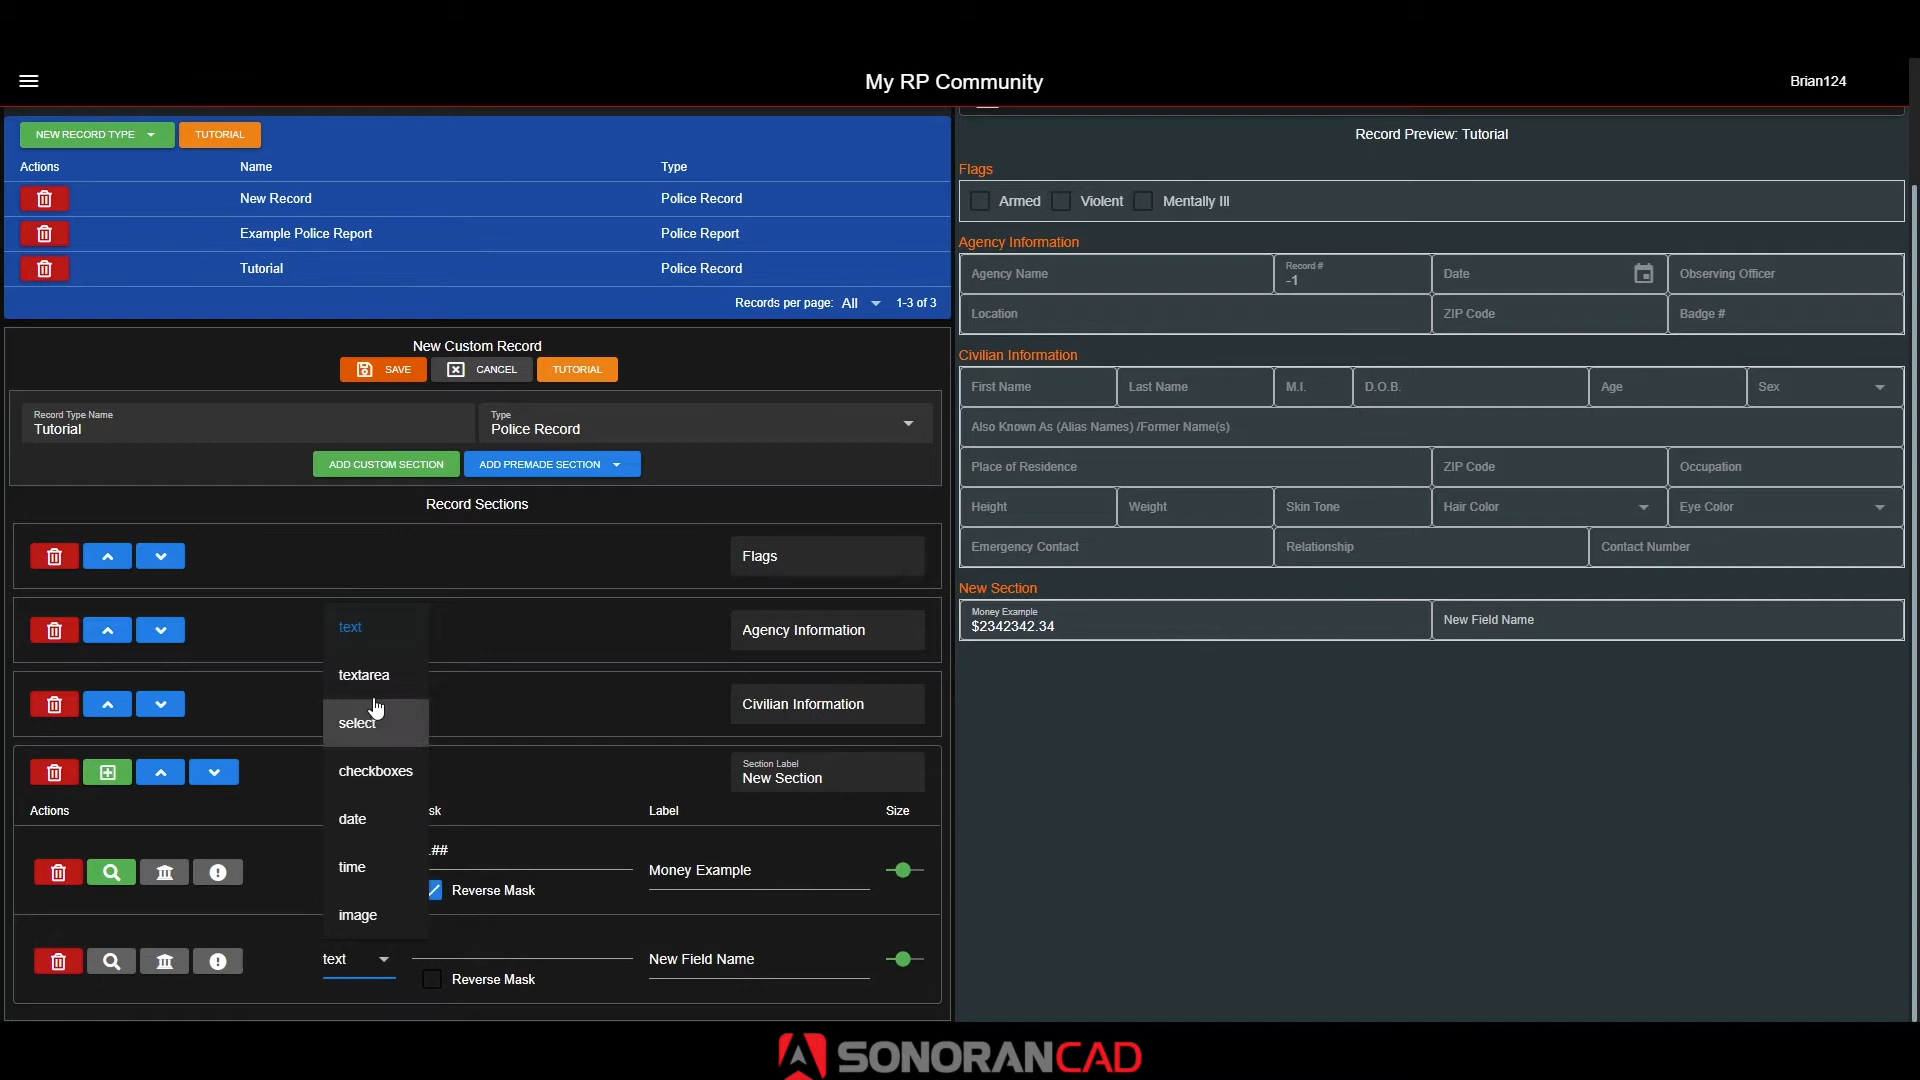 My RP Community
Brian124
NEW RECORD TYPE
TUTORIAL
Actions Name Type
New Record Police Record
Example Police Report Police Report
Tutorial Police Record
Records per page: All 1-3 of 3
New Custom Record
SAVE CANCEL TUTORIAL
Record Type Name
Tutorial
Type
Police Record
ADD CUSTOM SECTION ADD PREMADE SECTION
Record Sections
Flags
Agency Information
Civilian Information
Section Label
New Section
Actions sk Label Size
.##
Reverse Mask
Money Example
text
Reverse Mask
New Field Name
text
textarea
select
checkboxes
date
time
image
Record Preview: Tutorial
Flags
Armed Violent Mentally Ill
Agency Information
Agency Name
Record #
-1
Date Observing Officer
Location ZIP Code Badge #
Civilian Information
First Name Last Name M.I. D.O.B. Age Sex
Also Known As (Alias Names) /Former Name(s)
Place of Residence ZIP Code Occupation
Height Weight Skin Tone Hair Color Eye Color
Emergency Contact Relationship Contact Number
New Section
Money Example
$2342342.34
New Field Name
SONORANCAD